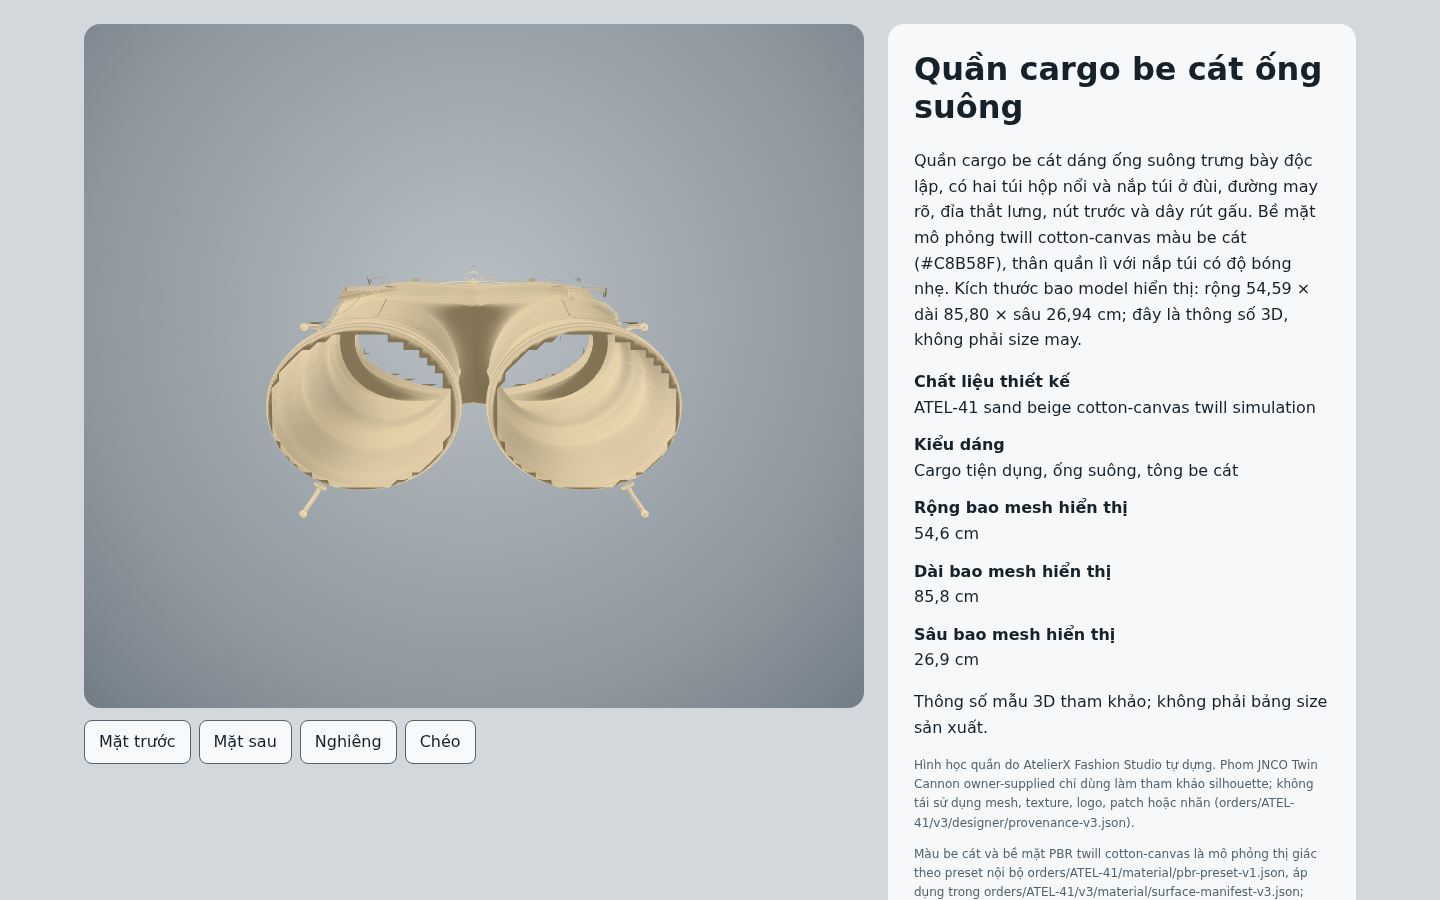 Quần cargo be cát ống
suông
Quần cargo be cát dáng ống suông trưng bày độc
lập, có hai túi hộp nổi và nắp túi ở đùi, đường may
rõ, đỉa thắt lưng, nút trước và dây rút gấu. Bề mặt
mô phỏng twill cotton-canvas màu be cát
(#C8B58F), thân quần lì với nắp túi có độ bóng
nhẹ. Kích thước bao model hiển thị: rộng 54,59 ×
dài 85,80 × sâu 26,94 cm; đây là thông số 3D,
không phải size may.
Chất liệu thiết kế
ATEL-41 sand beige cotton-canvas twill simulation
Kiểu dáng
Cargo tiện dụng, ống suông, tông be cát
Rộng bao mesh hiển thị
54,6 cm
Dài bao mesh hiển thị
85,8 cm
Sâu bao mesh hiển thị
26,9 cm
Thông số mẫu 3D tham khảo; không phải bảng size
sản xuất.
Hình học quần do AtelierX Fashion Studio tự dựng. Phom JNCO Twin
Cannon owner-supplied chỉ dùng làm tham khảo silhouette; không
tái sử dụng mesh, texture, logo, patch hoặc nhãn (orders/ATEL-
41/v3/designer/provenance-v3.json).
Màu be cát và bề mặt PBR twill cotton-canvas là mô phỏng thị giác
theo preset nội bộ orders/ATEL-41/material/pbr-preset-v1.json, áp
dụng trong orders/ATEL-41/v3/material/surface-manifest-v3.json;
Mặt trước
Mặt sau
Nghiêng
Chéo